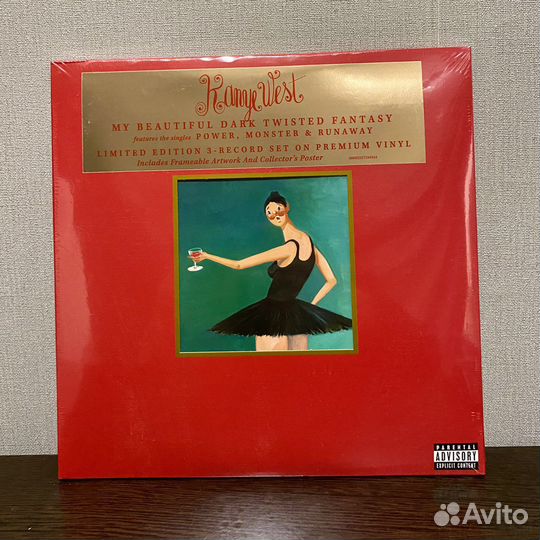 Kanye West
MY BEAUTIFUL DARK TWISTED FANTASY
features the singles POWER, MONSTER & RUNAWAY
LIMITED EDITION 3-RECORD SET ON PREMIUM VINYL
Includes Frameable Artwork And Collector's Poster
PARENTAL
ADVISORY
EXPLICIT CONTENT
Avito